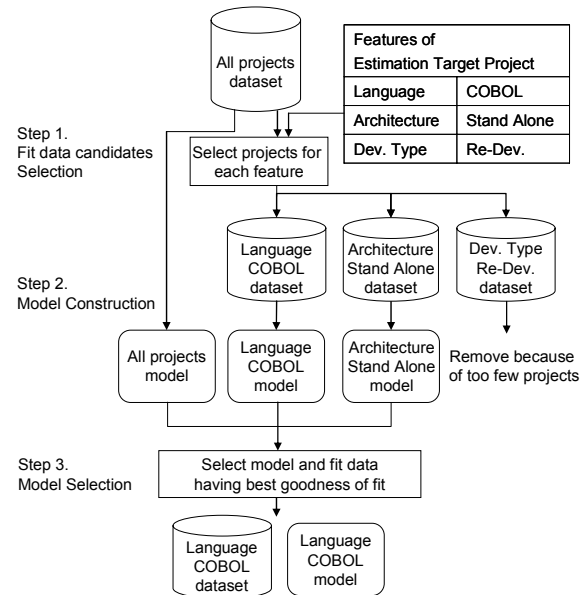 All projects
dataset
Features of
Estimation Target Project
Language COBOL
Architecture Stand Alone
Dev. Type Re-Dev.
Step 1.
Fit data candidates
Selection
Select projects for
each feature
Language
COBOL
dataset
Architecture
Stand Alone
dataset
Dev. Type
Re-Dev.
dataset
Step 2.
Model Construction
All projects
model
Language
COBOL
model
Architecture
Stand Alone
model
Remove because
of too few projects
Step 3.
Model Selection
Select model and fit data
having best goodness of fit
Language
COBOL
dataset
Language
COBOL
model